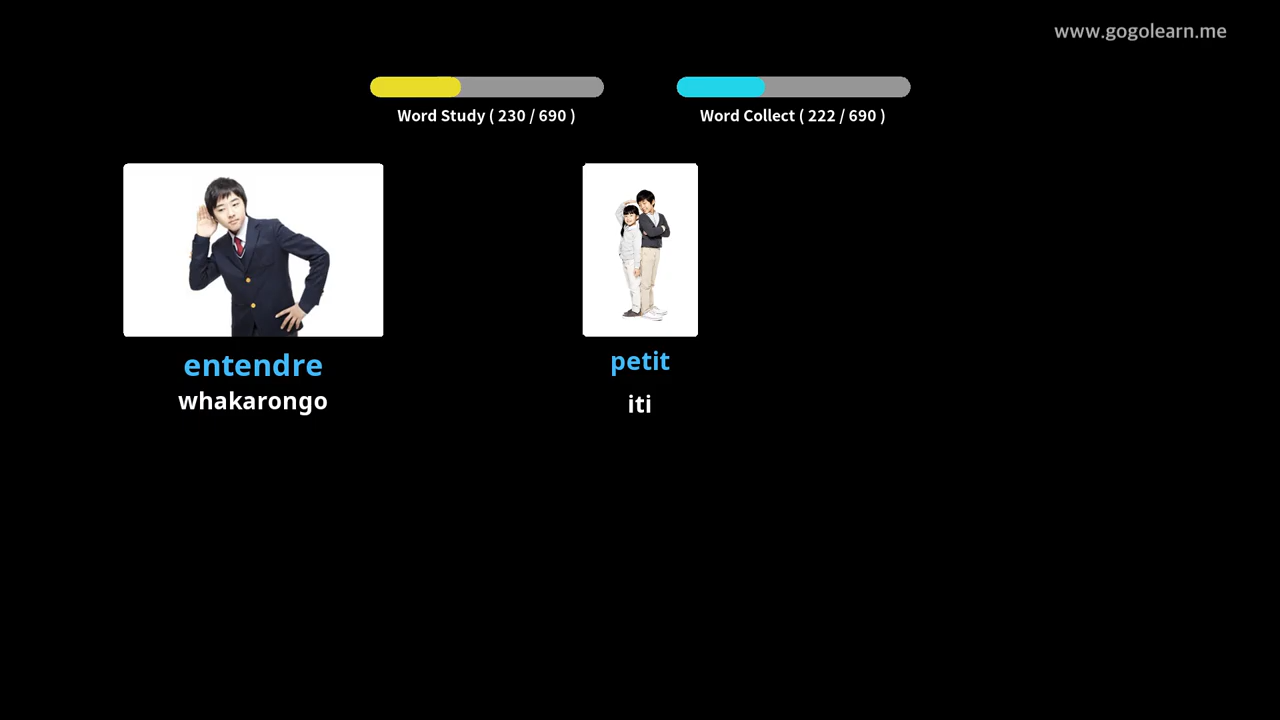 www.gogolearn.me
Word Study ( 230 / 690 )
Word Collect ( 222 / 690 )
entendre
whakarongo
petit
iti